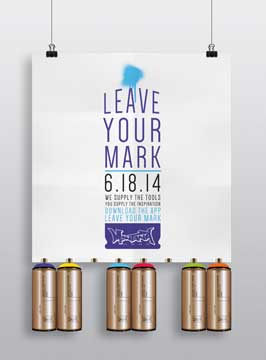 LEAVE
YOUR
MARK
6.18.14
WE SUPPLY THE TOOLS
YOU SUPPLY THE INSPIRATION
DOWNLOAD THE APP
LEAVE YOUR MARK